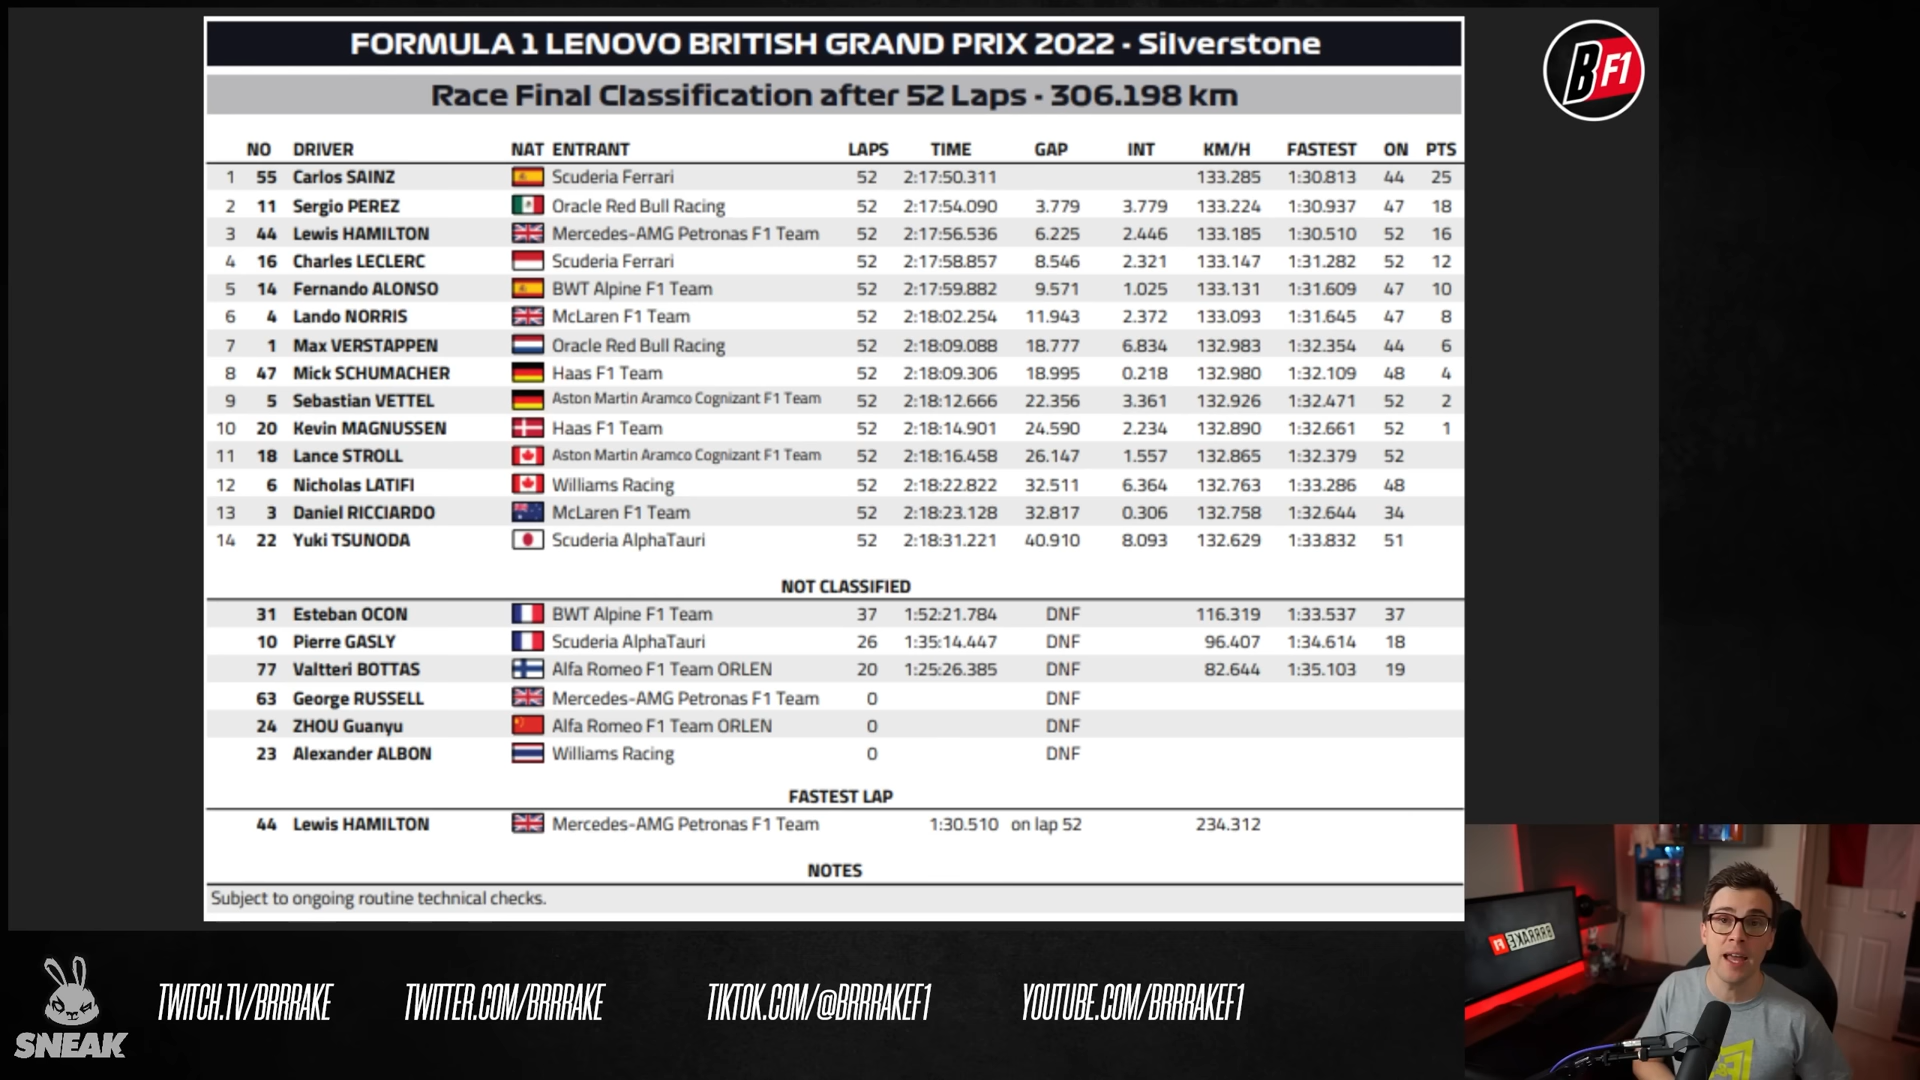 FORMULA 1 LENOVO BRITISH GRAND PRIX 2022 - Silverstone
BF1
Race Final Classification after 52 Laps - 306.198 km
NO DRIVER NAT ENTRANT LAPS TIME GAP INT KM/H FASTEST ON PTS
1 55 Carlos SAINZ Scuderia Ferrari 52 2:17:50.311 133.285 1:30.813 44 25
2 11 Sergio PEREZ Oracle Red Bull Racing 52 2:17:54.090 3.779 3.779 133.224 1:30.937 47 18
3 44 Lewis HAMILTON Mercedes-AMG Petronas F1 Team 52 2:17:56.536 6.225 2.446 133.185 1:30.510 52 16
4 16 Charles LECLERC Scuderia Ferrari 52 2:17:58.857 8.546 2.321 133.147 1:31.282 52 12
5 14 Fernando ALONSO BWT Alpine F1 Team 52 2:17:59.882 9.571 1.025 133.131 1:31.609 47 10
6 4 Lando NORRIS McLaren F1 Team 52 2:18:02.254 11.943 2.372 133.093 1:31.645 47 8
7 1 Max VERSTAPPEN Oracle Red Bull Racing 52 2:18:09.088 18.777 6.834 132.983 1:32.354 44 6
8 47 Mick SCHUMACHER Haas F1 Team 52 2:18:09.306 18.995 0.218 132.980 1:32.109 48 4
9 5 Sebastian VETTEL Aston Martin Aramco Cognizant F1 Team 52 2:18:12.666 22.356 3.361 132.926 1:32.471 52 2
10 20 Kevin MAGNUSSEN Haas F1 Team 52 2:18:14.901 24.590 2.234 132.890 1:32.661 52 1
11 18 Lance STROLL Aston Martin Aramco Cognizant F1 Team 52 2:18:16.458 26.147 1.557 132.865 1:32.379 52
12 6 Nicholas LATIFI Williams Racing 52 2:18:22.822 32.511 6.364 132.763 1:33.286 48
13 3 Daniel RICCIARDO McLaren F1 Team 52 2:18:23.128 32.817 0.306 132.758 1:32.644 34
14 22 Yuki TSUNODA Scuderia AlphaTauri 52 2:18:31.221 40.910 8.093 132.629 1:33.832 51
NOT CLASSIFIED
31 Esteban OCON BWT Alpine F1 Team 37 1:52:21.784 DNF 116.319 1:33.537 37
10 Pierre GASLY Scuderia AlphaTauri 26 1:35:14.447 DNF 96.407 1:34.614 18
77 Valtteri BOTTAS Alfa Romeo F1 Team ORLEN 20 1:25:26.385 DNF 82.644 1:35.103 19
63 George RUSSELL Mercedes-AMG Petronas F1 Team 0 DNF
24 ZHOU Guanyu Alfa Romeo F1 Team ORLEN 0 DNF
23 Alexander ALBON Williams Racing 0 DNF
FASTEST LAP
44 Lewis HAMILTON Mercedes-AMG Petronas F1 Team 1:30.510 on lap 52 234.312
NOTES
Subject to ongoing routine technical checks.
BRRRAKE F1
SNEAK
TWITCH.TV/BRRRAKE
TWITTER.COM/BRRRAKE
TIKTOK.COM/@BRRRAKEF1
YOUTUBE.COM/BRRRAKEF1